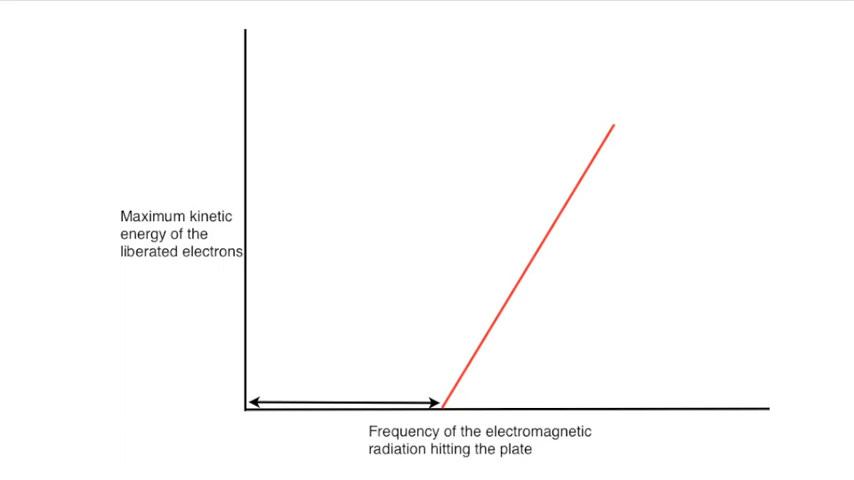 Maximum kinetic
energy of the
liberated electrons
Frequency of the electromagnetic
radiation hitting the plate